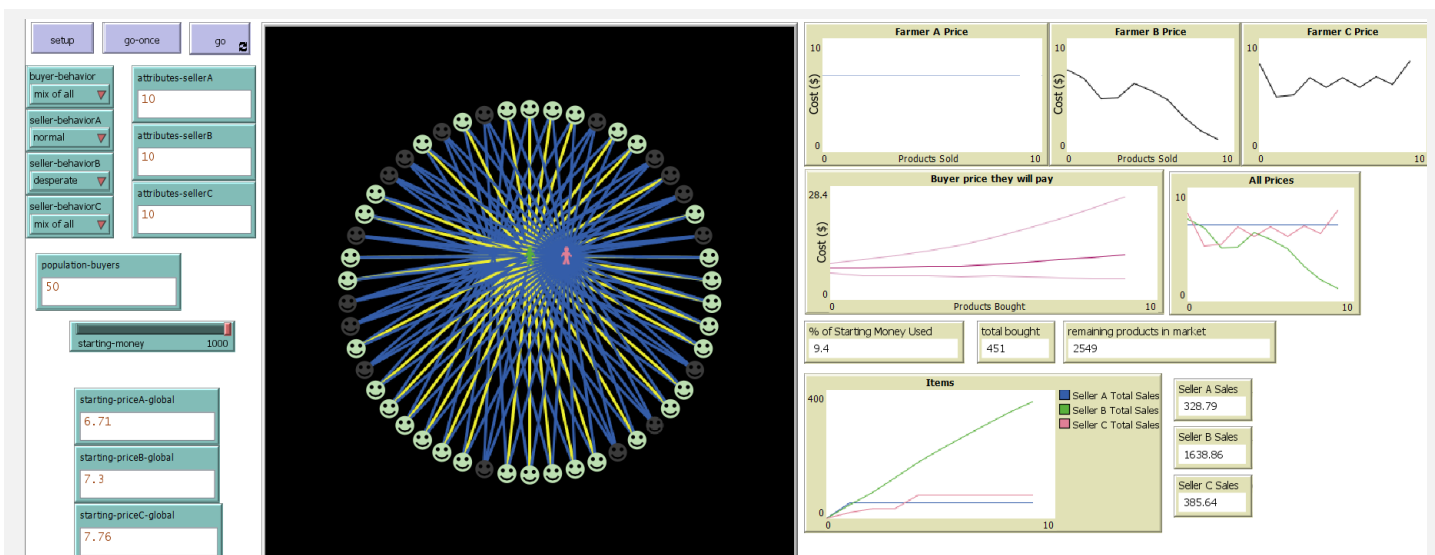 setup
go-once
go
buyer-behavior
mix of all
seller-behaviorA
normal
seller-behaviorB
desperate
seller-behaviorC
mix of all
attributes-sellerA
10
attributes-sellerB
10
attributes-sellerC
10
population-buyers
50
starting-money 1000
starting-priceA-global
6.71
starting-priceB-global
7.3
starting-priceC-global
7.76
Farmer A Price
10
Cost ($)
0
0 Products Sold 10
Farmer B Price
10
Cost ($)
0
0 Products Sold 10
Farmer C Price
10
0
0 10
Buyer price they will pay
28.4
Cost ($)
0
0 Products Bought 10
All Prices
10
0
0 10
% of Starting Money Used
9.4
total bought
451
remaining products in market
2549
Items
400
0
0 10
Seller A Total Sales
Seller B Total Sales
Seller C Total Sales
Seller A Sales
328.79
Seller B Sales
1638.86
Seller C Sales
385.64